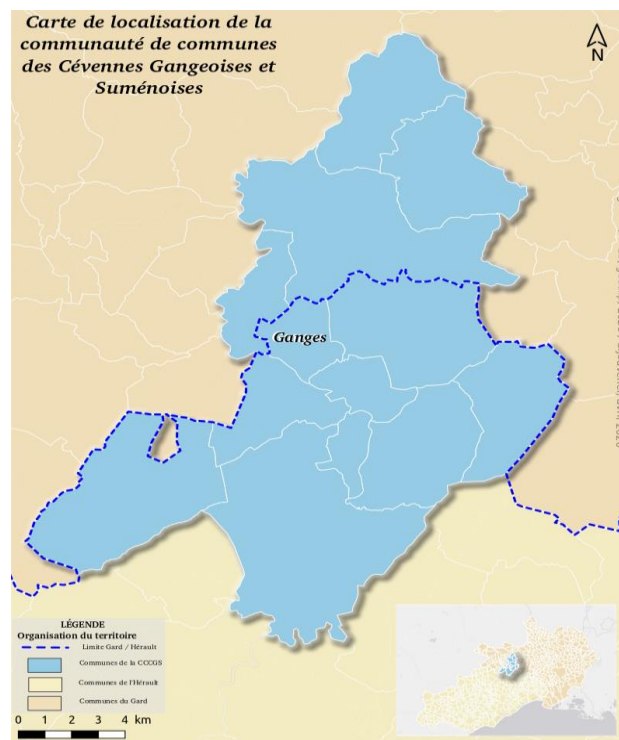 Carte de localisation de la
communauté de communes
des Cévennes Gangeoises et
Suménoises
N
Ganges
LÉGENDE
Organisation du territoire
Limite Gard / Hérault
Communes de la CCCGS
Communes de l'Hérault
Communes du Gard
0 1 2 3 4 km